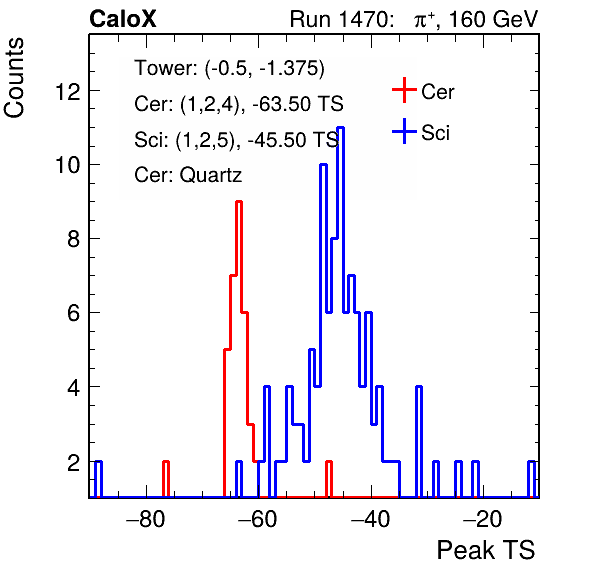 CaloX Run 1470: π⁺, 160 GeV
Counts
Tower: (-0.5, -1.375)
Cer: (1,2,4), -63.50 TS
Sci: (1,2,5), -45.50 TS
Cer: Quartz
Cer
Sci
12
10
8
6
4
2
−80 −60 −40 −20
Peak TS